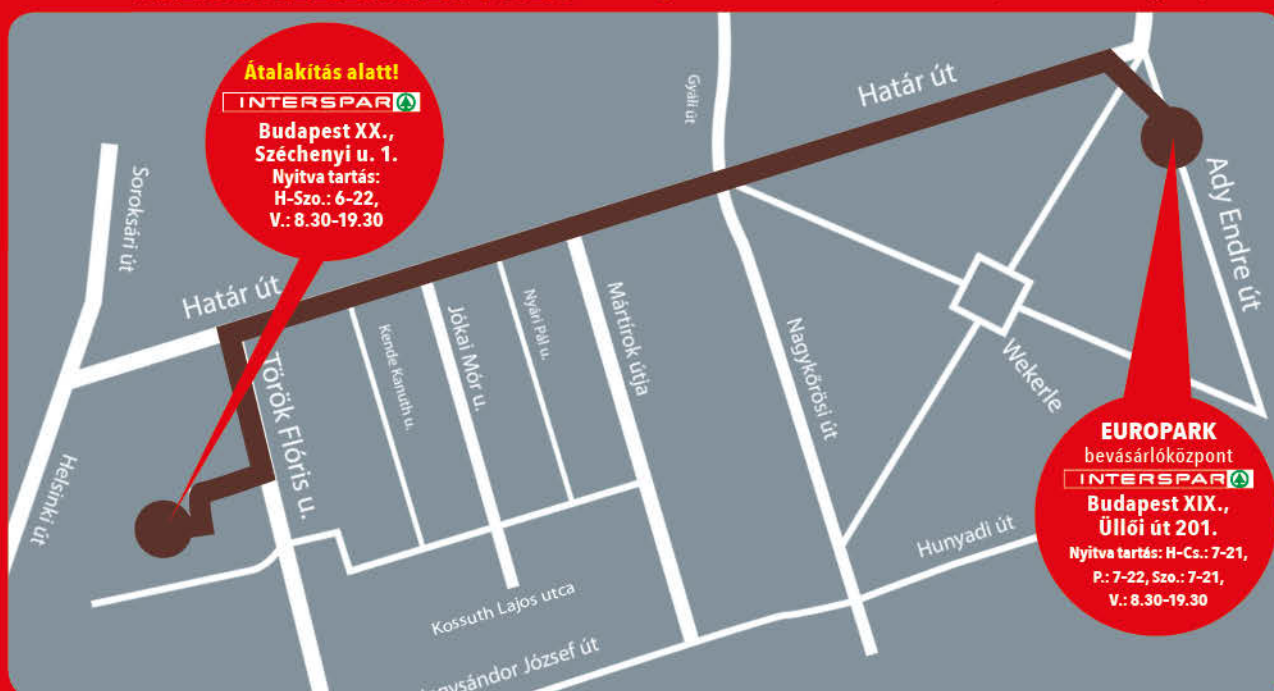 Átalakítás alatt!
INTERSPAR
Budapest XX.,
Széchenyi u. 1.
Nyitva tartás:
H-Szo.: 6-22,
V.: 8.30-19.30
Soroksári út
Határ út
Helsinki út
Török Flóris u.
Kende Kanuth u.
Jókai Mór u.
Nyári Pál u.
Mártírok útja
Kossuth Lajos utca
József út
Gyáli út
Határ út
Nagykőrösi út
Wekerle
Hunyadi út
Ady Endre út
EUROPARK
bevásárlóközpont
INTERSPAR
Budapest XIX.,
Üllői út 201.
Nyitva tartás: H-Cs.: 7-21,
P.: 7-22, Szo.: 7-21,
V.: 8.30-19.30